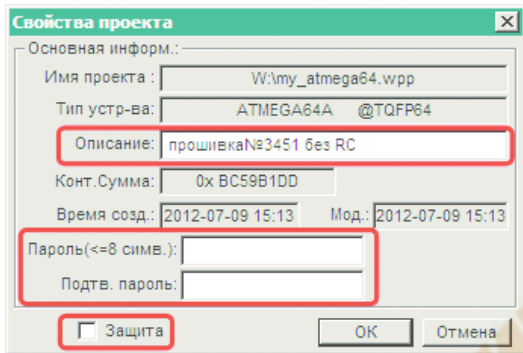 Свойства проекта
Основная информ.:
Имя проекта : W:\my_atmega64.wpp
Тип устр-ва: ATMEGA64A @TQFP64
Описание: прошивка№3451 без RC
Конт.Сумма: 0x BC59B1DD
Время созд.: 2012-07-09 15:13 Мод.: 2012-07-09 15:13
Пароль(<=8 симв.):
Подтв. пароль:
Защита OK Отмена